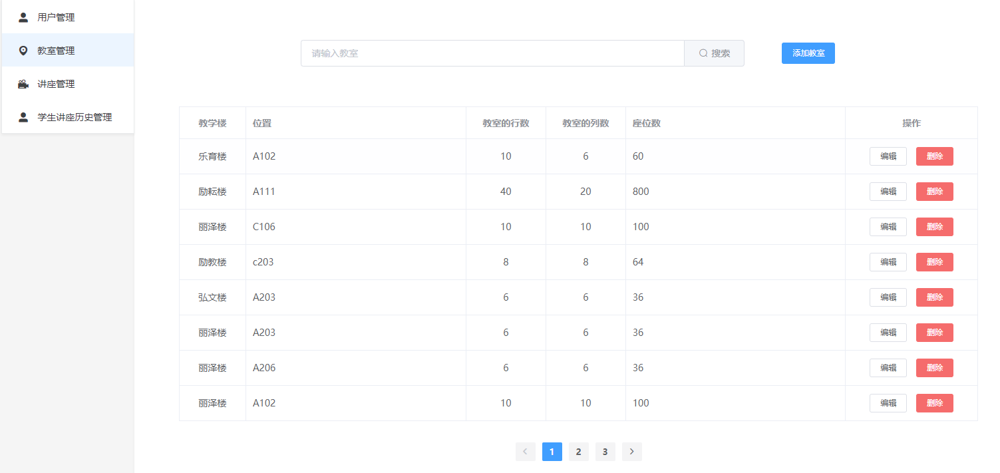 用户管理
教室管理
讲座管理
学生讲座历史管理
请输入教室 搜索 添加教室
教学楼 位置 教室的行数 教室的列数 座位数 操作
乐育楼 A102 10 6 60 编辑 删除
励耘楼 A111 40 20 800 编辑 删除
丽泽楼 C106 10 10 100 编辑 删除
励教楼 c203 8 8 64 编辑 删除
弘文楼 A203 6 6 36 编辑 删除
丽泽楼 A203 6 6 36 编辑 删除
丽泽楼 A206 6 6 36 编辑 删除
丽泽楼 A102 10 10 100 编辑 删除
1 2 3